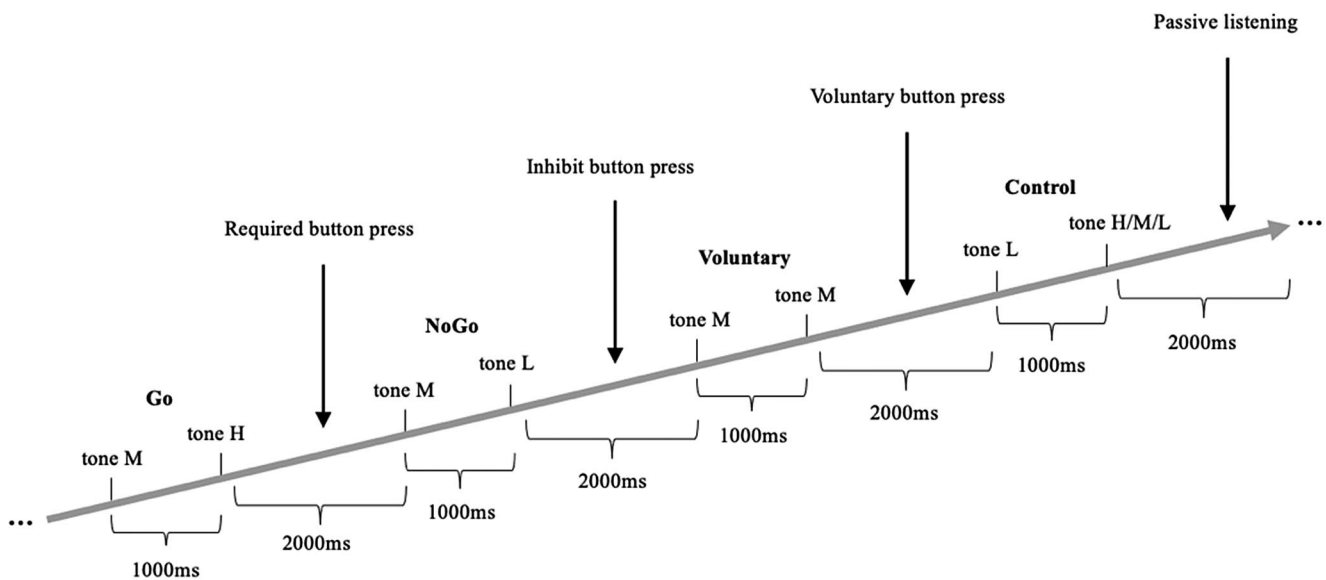 Passive listening
Voluntary button press
Inhibit button press
Control
Required button press
tone H/M/L
Voluntary
tone L
tone M
tone M
NoGo
tone L
2000ms
1000ms
Go
tone M
2000ms
tone H
1000ms
tone M
2000ms
1000ms
2000ms
1000ms
...
...